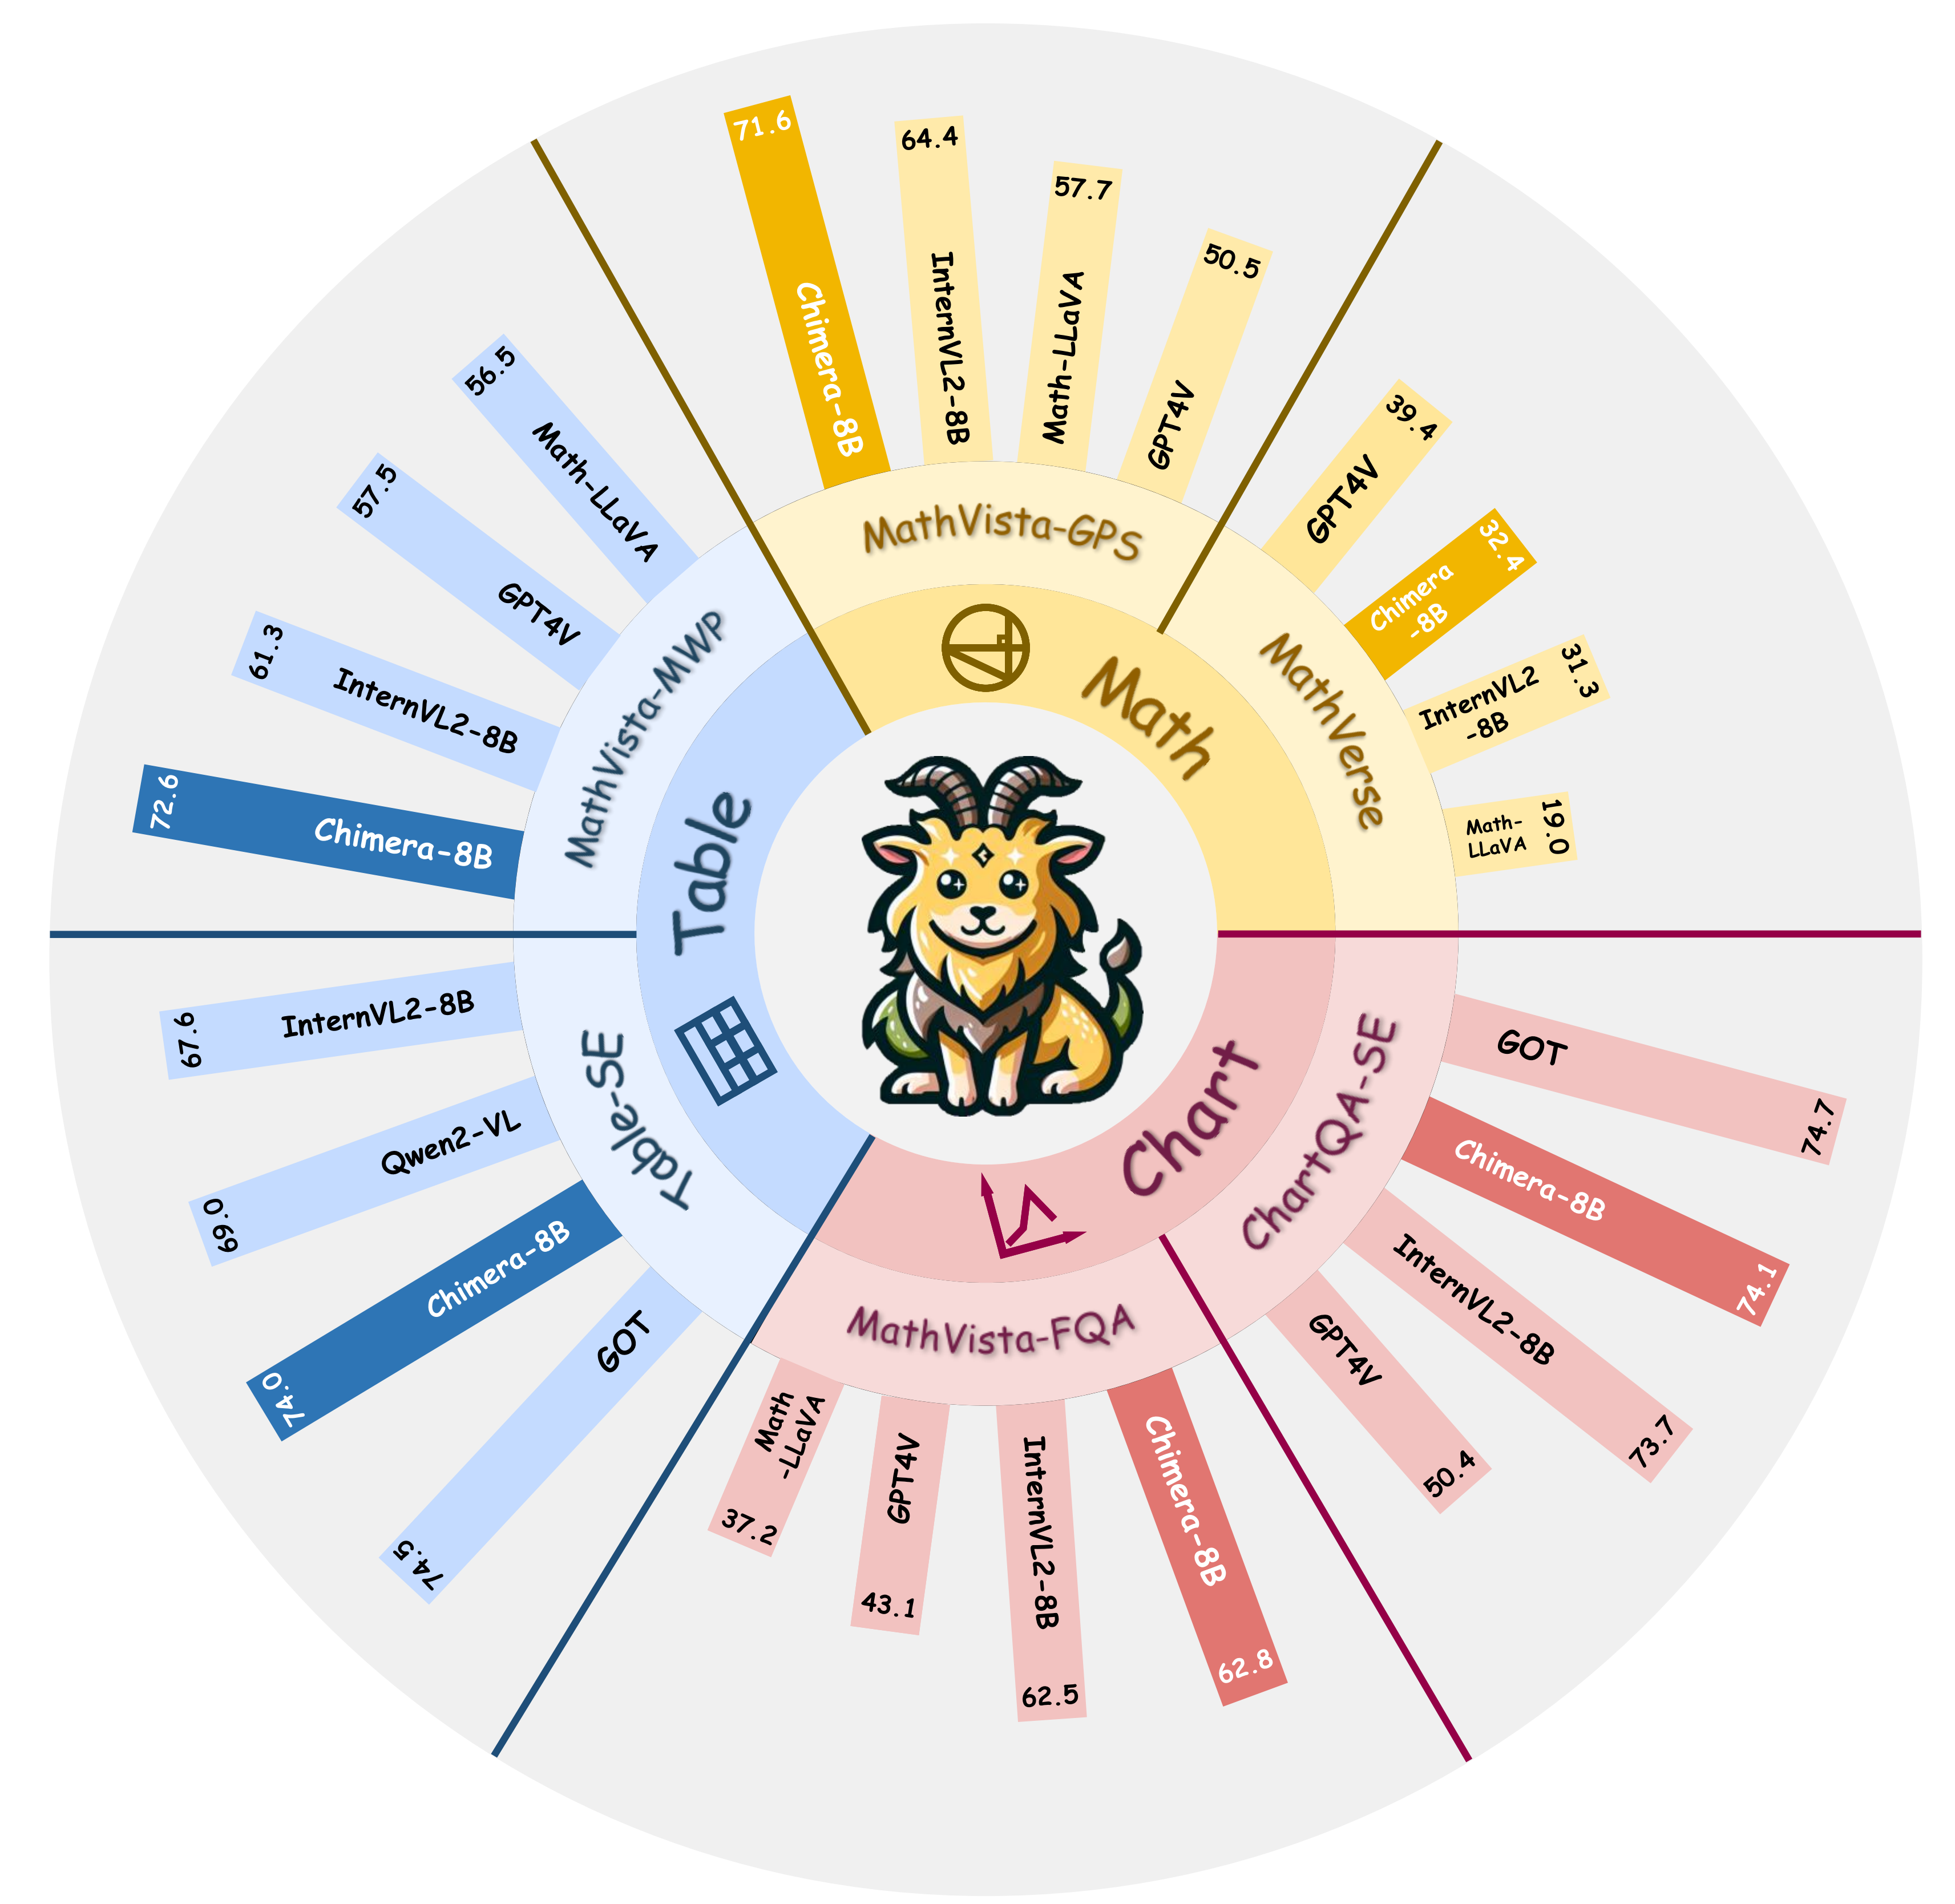 Math
MathVista-GPS
71.6
Chimera-8B
64.4
InternVL2-8B
57.7
Math-LLaVA
50.5
GPT4V
MathVerse
39.4
GPT4V
32.4
Chimera
-8B
31.3
InternVL2
-8B
19.0
Math-
LLaVA
Chart
ChartQA-SE
GOT
74.7
Chimera-8B
74.1
InternVL2-8B
73.7
GPT4V
50.4
MathVista-FQA
Chimera-8B
62.8
InternVL2-8B
62.5
GPT4V
43.1
Math
-LLaVA
37.2
Table
Table-SE
GOT
74.5
Chimera-8B
74.0
Qwen2-VL
69.0
InternVL2-8B
67.6
MathVista-MWP
72.6
Chimera-8B
61.3
InternVL2-8B
57.5
GPT4V
56.5
Math-LLaVA